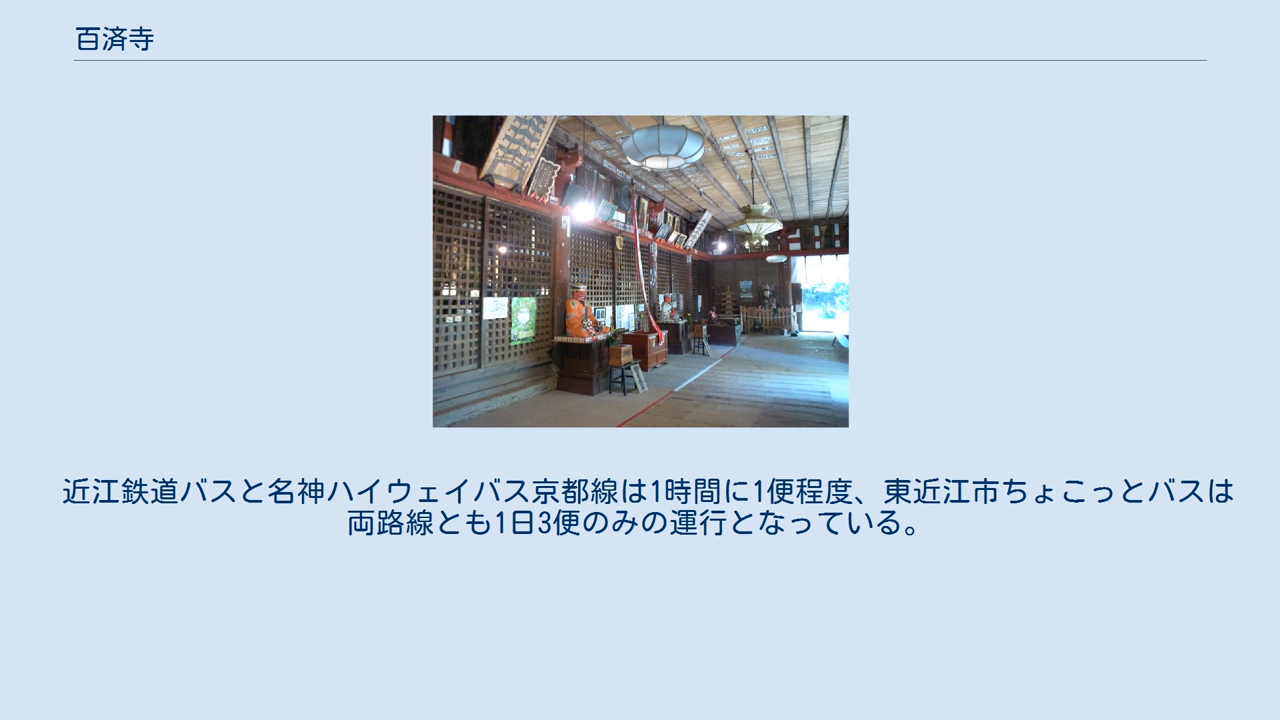 百済寺
近江鉄道バスと名神ハイウェイバス京都線は1時間に1便程度、東近江市ちょこっとバスは
両路線とも1日3便のみの運行となっている。